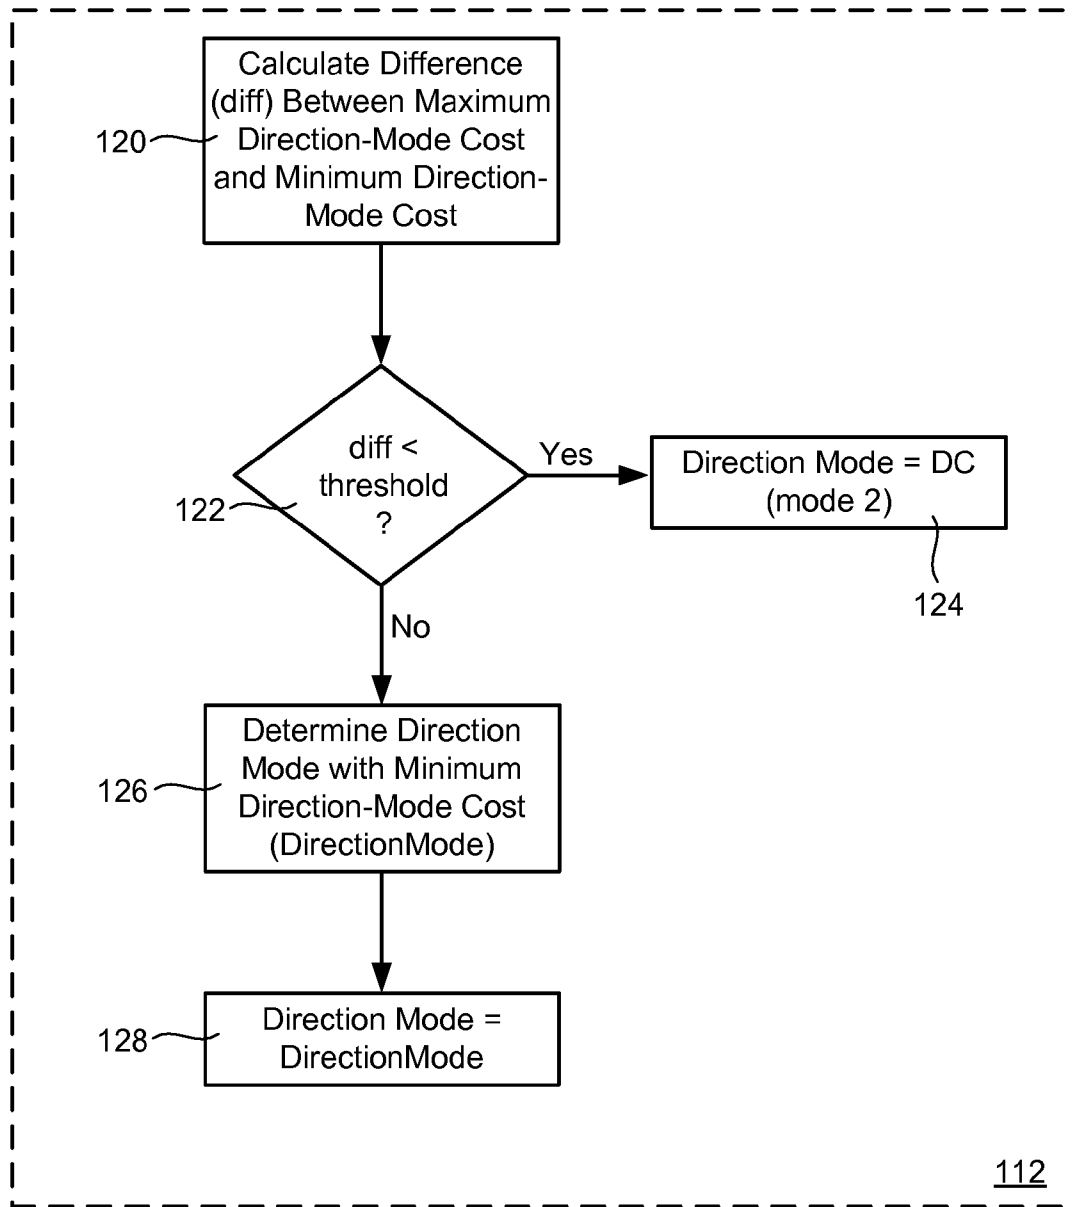 Calculate Difference
(diff) Between Maximum
Direction-Mode Cost
and Minimum Direction-
Mode Cost
120
diff <
threshold
?
122
Yes
Direction Mode = DC
(mode 2)
124
No
Determine Direction
Mode with Minimum
Direction-Mode Cost
(DirectionMode)
126
Direction Mode =
DirectionMode
128
112